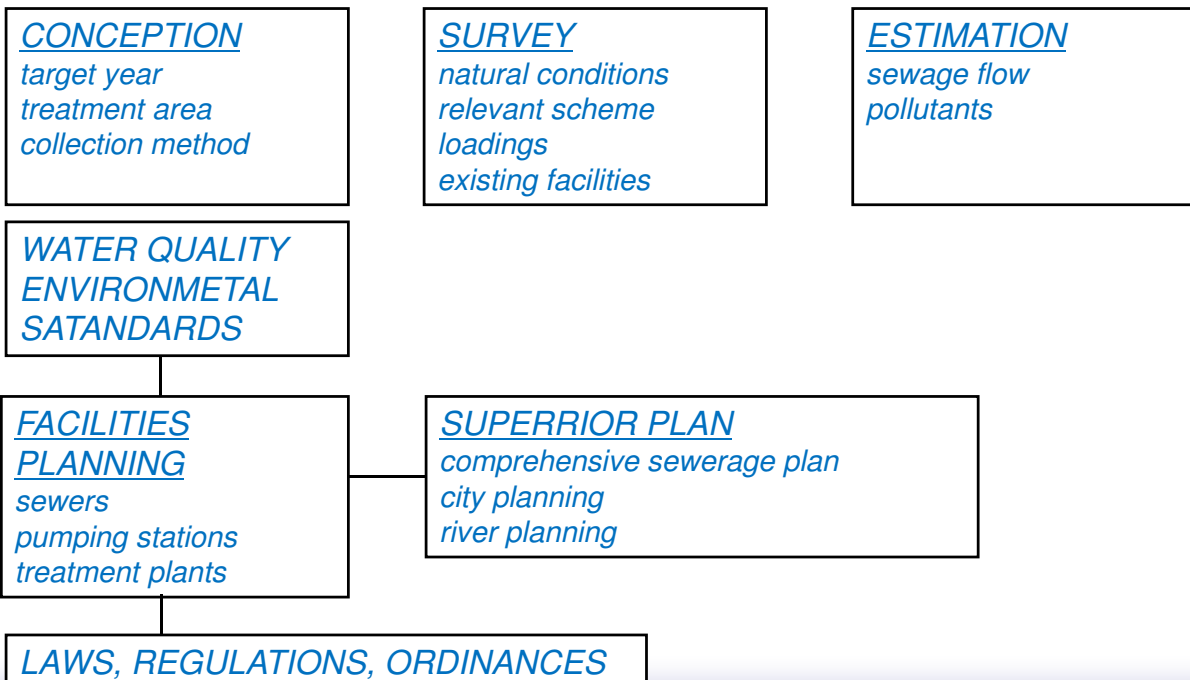 CONCEPTION
target year
treatment area
collection method
SURVEY
natural conditions
relevant scheme
loadings
existing facilities
ESTIMATION
sewage flow
pollutants
WATER QUALITY
ENVIRONMETAL
SATANDARDS
FACILITIES
PLANNING
sewers
pumping stations
treatment plants
SUPERRIOR PLAN
comprehensive sewerage plan
city planning
river planning
LAWS, REGULATIONS, ORDINANCES